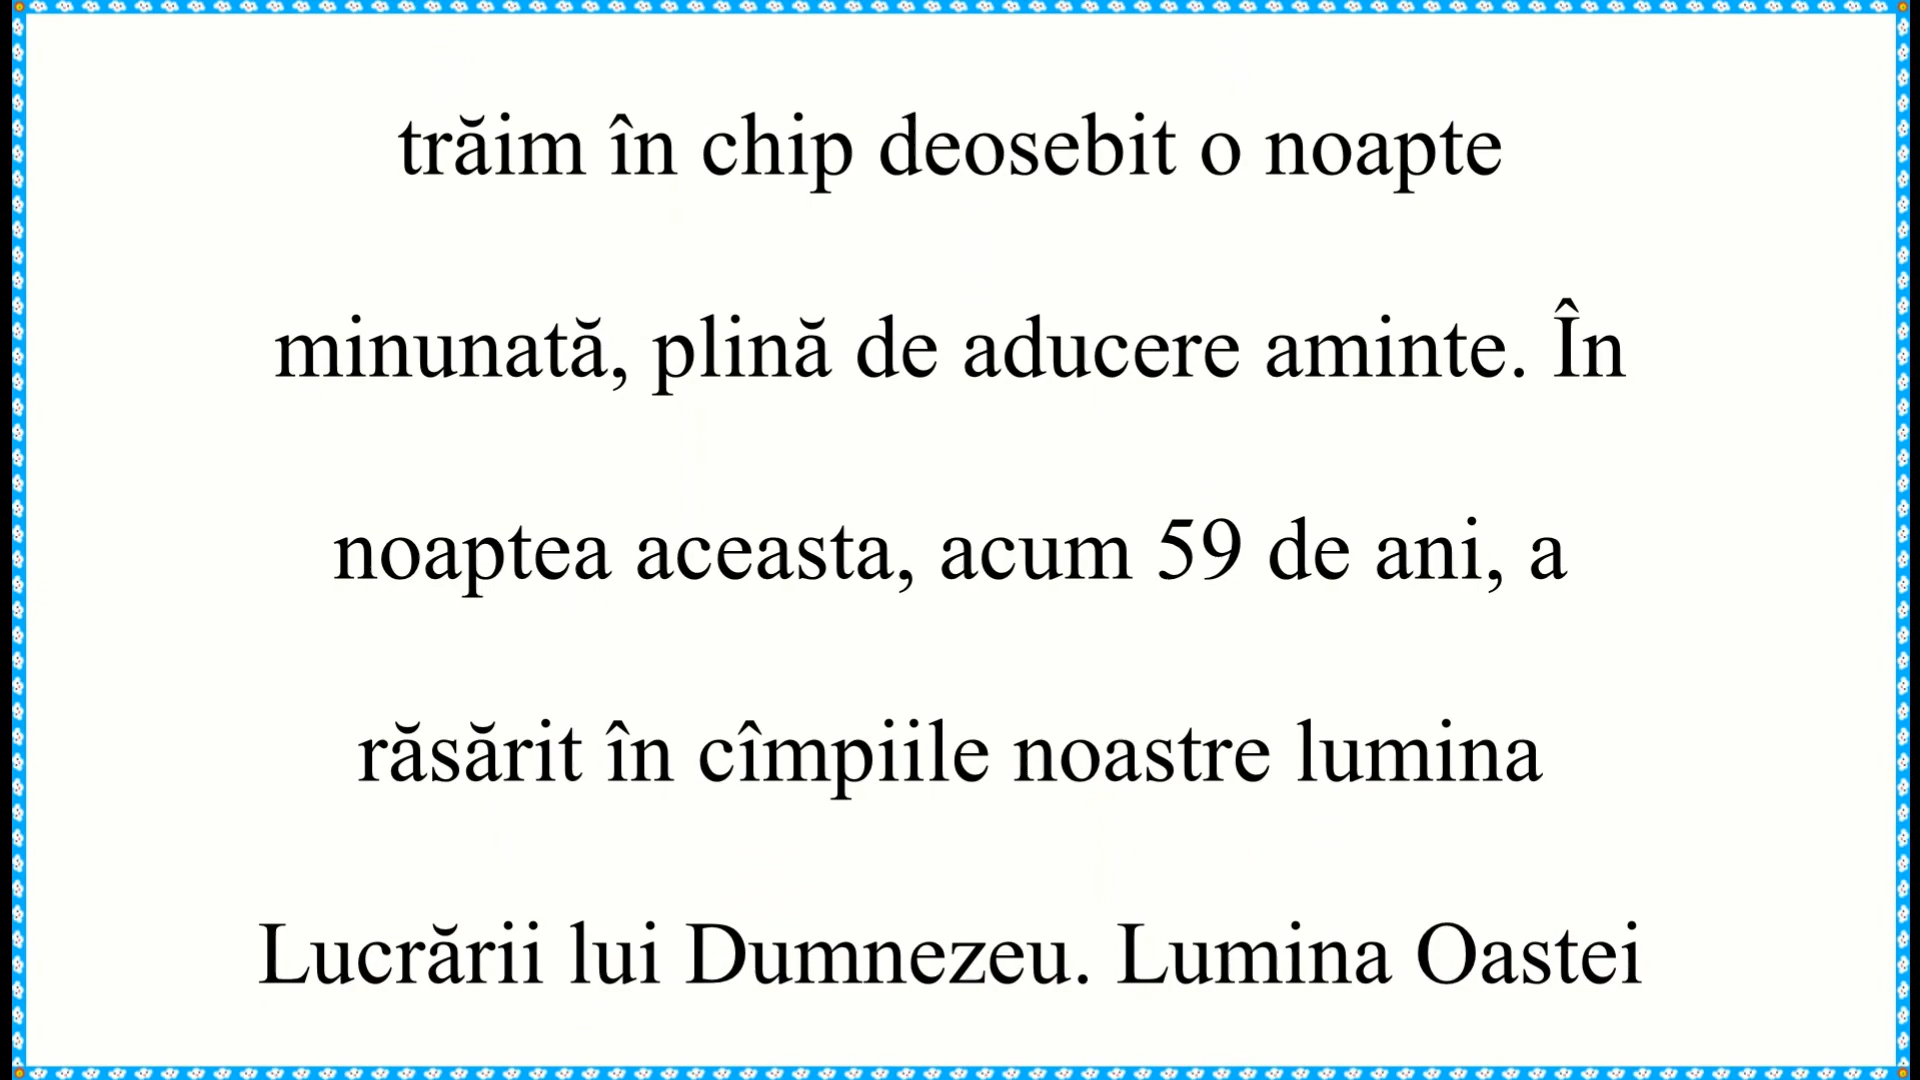 trăim în chip deosebit o noapte
minunată, plină de aducere aminte. În
noaptea aceasta, acum 59 de ani, a
răsărit în cîmpiile noastre lumina
Lucrării lui Dumnezeu. Lumina Oastei